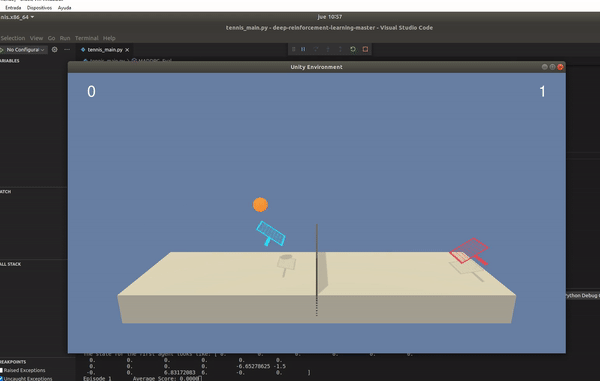 Entrada Dispositivos Ayuda
nis.x86_64
jue 10:57
tennis_main.py - deep-reinforcement-learning-master - Visual Studio Code
Selection View Go Run Terminal Help
No Configura
tennis_main.py
ARIABLES
Unity Environment
0
1
ATCH
ALL STACK
ython Debug C
The state for the first agent looks like: [ 0. 0. 0. 0. 0. 0.
0. 0. 0. 0. 0. 0.
0. 0. 0. 0. -6.65278625 -1.5
-0. 6.83172083 6. -0. 0. ]
REAKPOINTS
Raised Exceptions
Uncaught Exceptions
Episode 1 Average Score: 0.0000